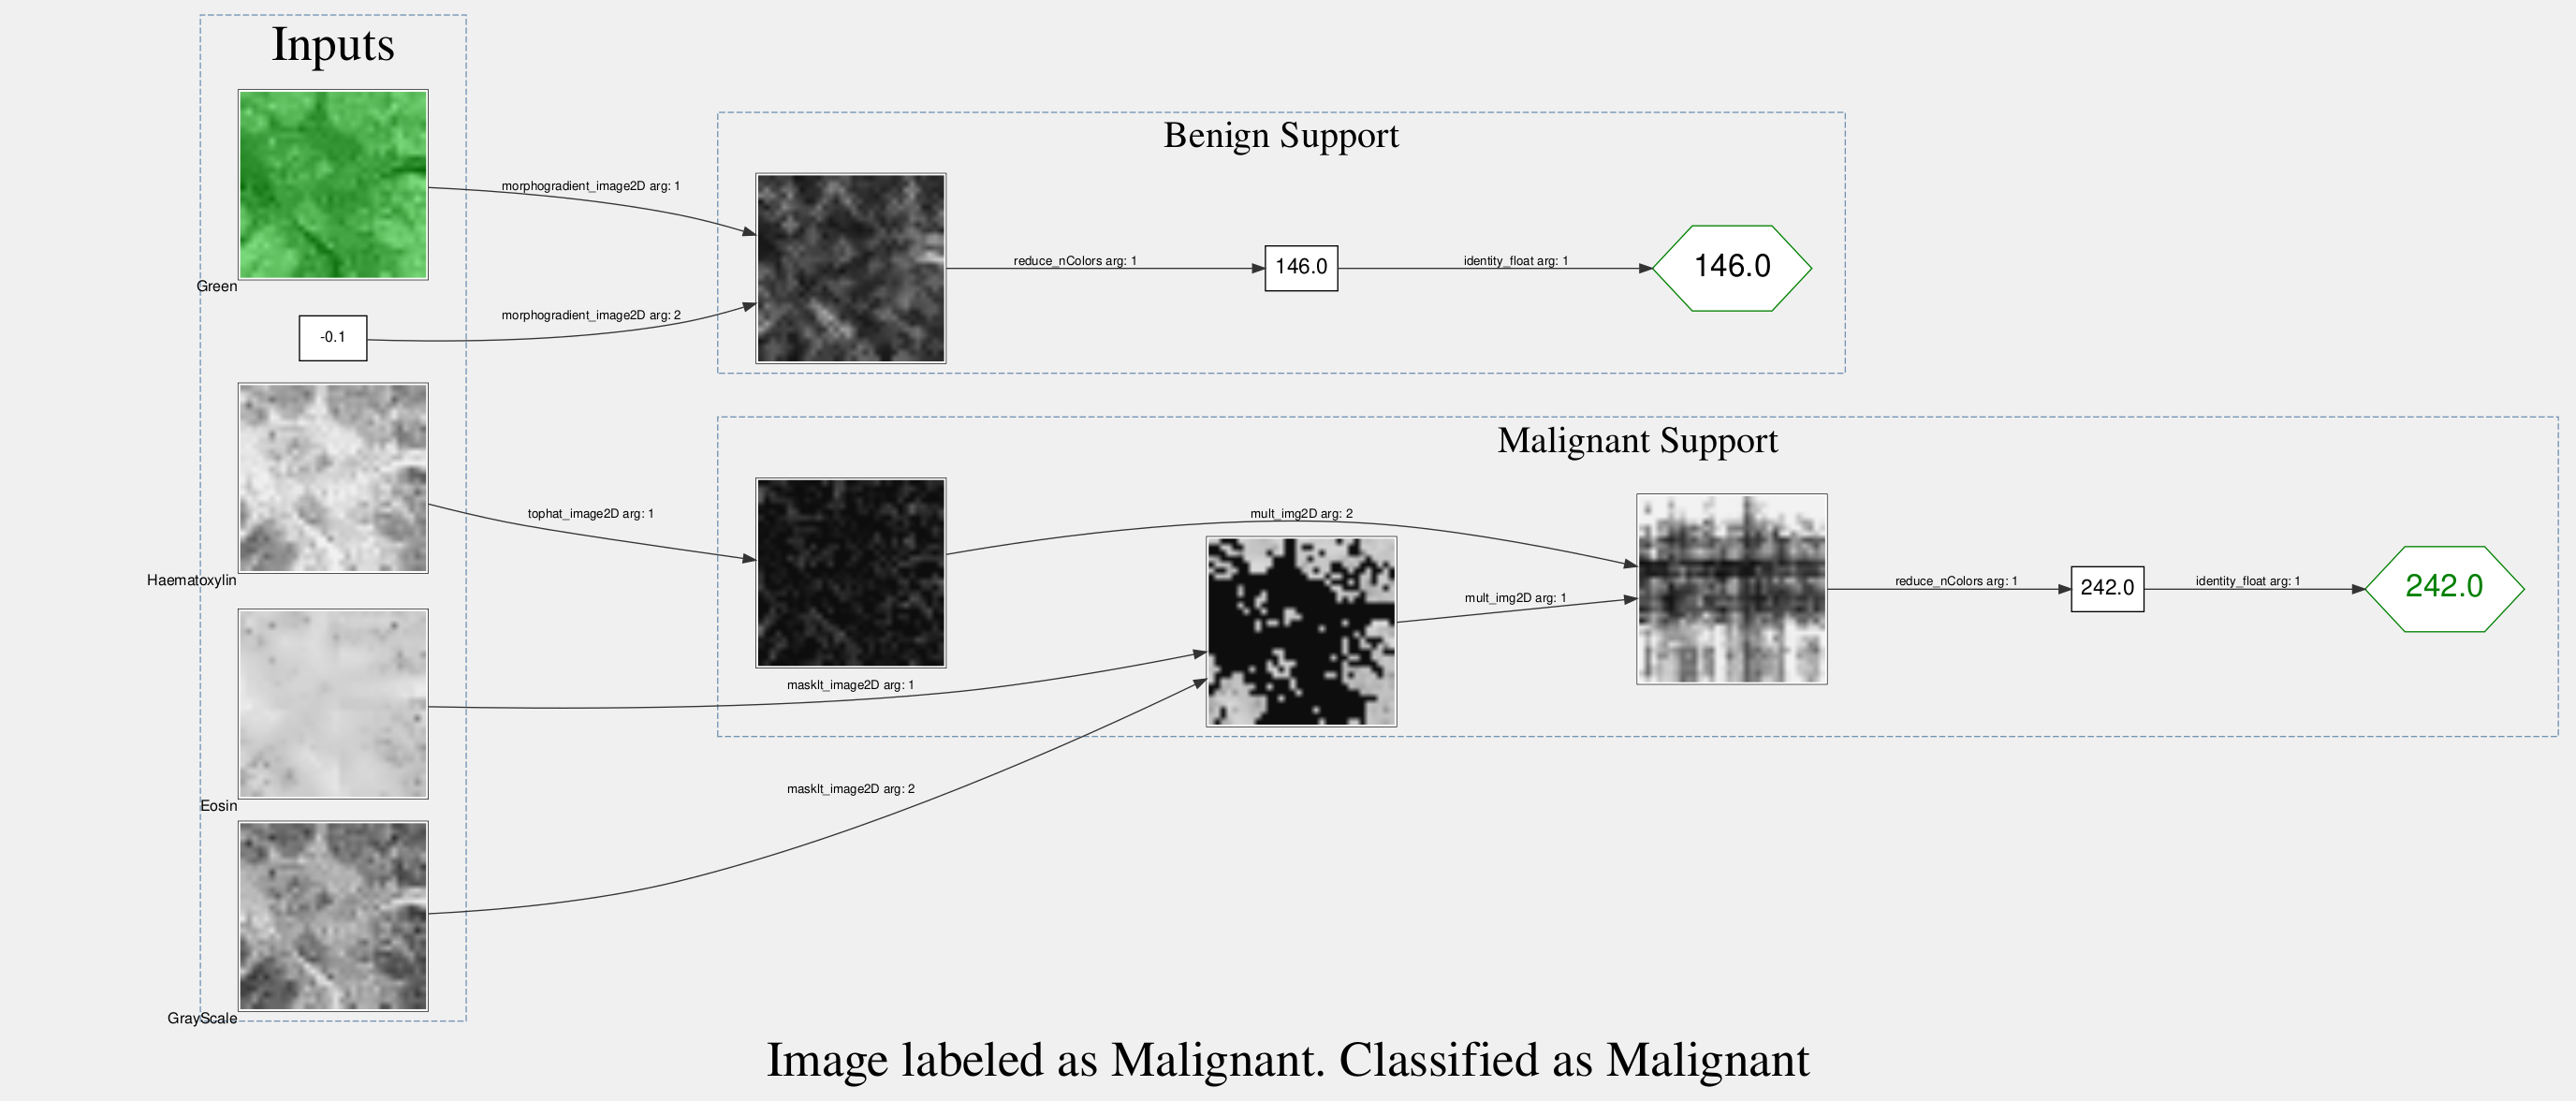 Inputs
Green
-0.1
Haematoxylin
Eosin
GrayScale
morphogradient_image2D arg: 1
morphogradient_image2D arg: 2
Benign Support
reduce_nColors arg: 1
146.0
identity_float arg: 1
146.0
tophat_image2D arg: 1
Malignant Support
mult_img2D arg: 2
mult_img2D arg: 1
masklt_image2D arg: 1
masklt_image2D arg: 2
reduce_nColors arg: 1
242.0
identity_float arg: 1
242.0
Image labeled as Malignant. Classified as Malignant